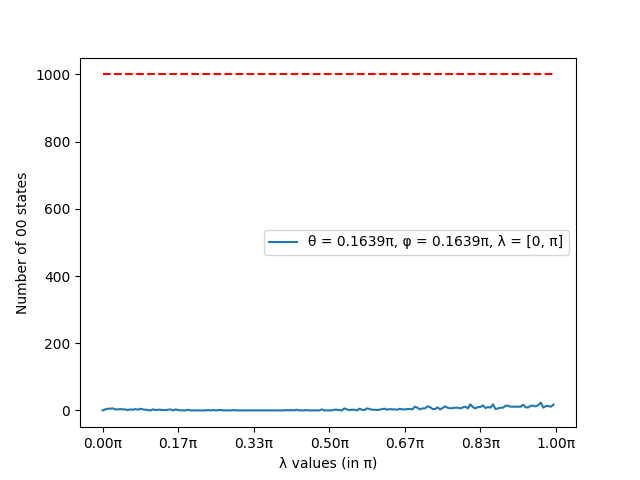 1000
800
600
400
200
0
Number of 00 states
θ = 0.1639π, φ = 0.1639π, λ = [0, π]
0.00π 0.17π 0.33π 0.50π 0.67π 0.83π 1.00π
λ values (in π)